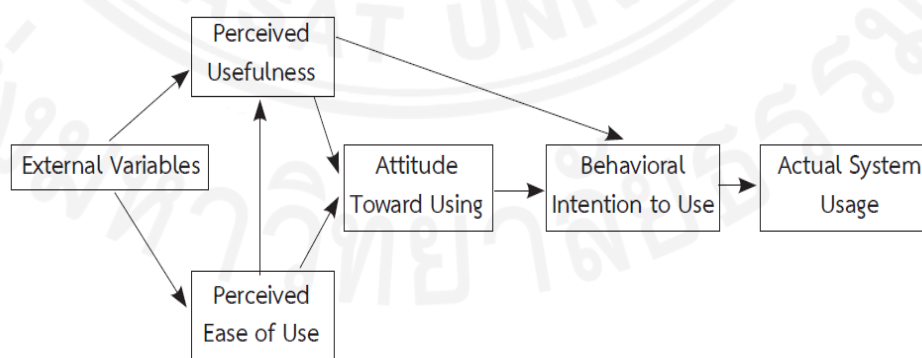 Perceived
Usefulness
External Variables
Attitude
Toward Using
Behavioral
Intention to Use
Actual System
Usage
Perceived
Ease of Use